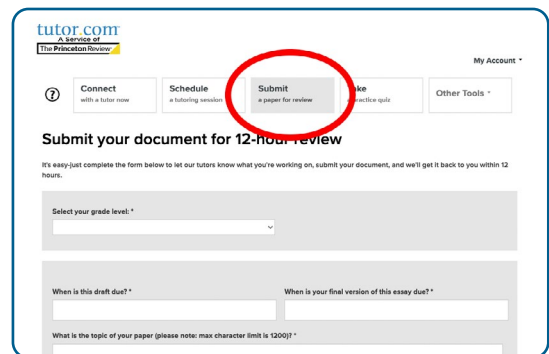 tutor.com
A Service of
The Princeton Review
My Account
?
Connect
with a tutor now
Schedule
a tutoring session
Submit
a paper for review
ke
ractice quiz
Other Tools
Submit your document for 12-hour review
It's easy-just complete the form below to let our tutors know what you're working on, submit your document, and we'll get it back to you within 12
hours.
Select your grade level: *
When is this draft due? *
When is your final version of this essay due? *
What is the topic of your paper (please note: max character limit is 1200)? *